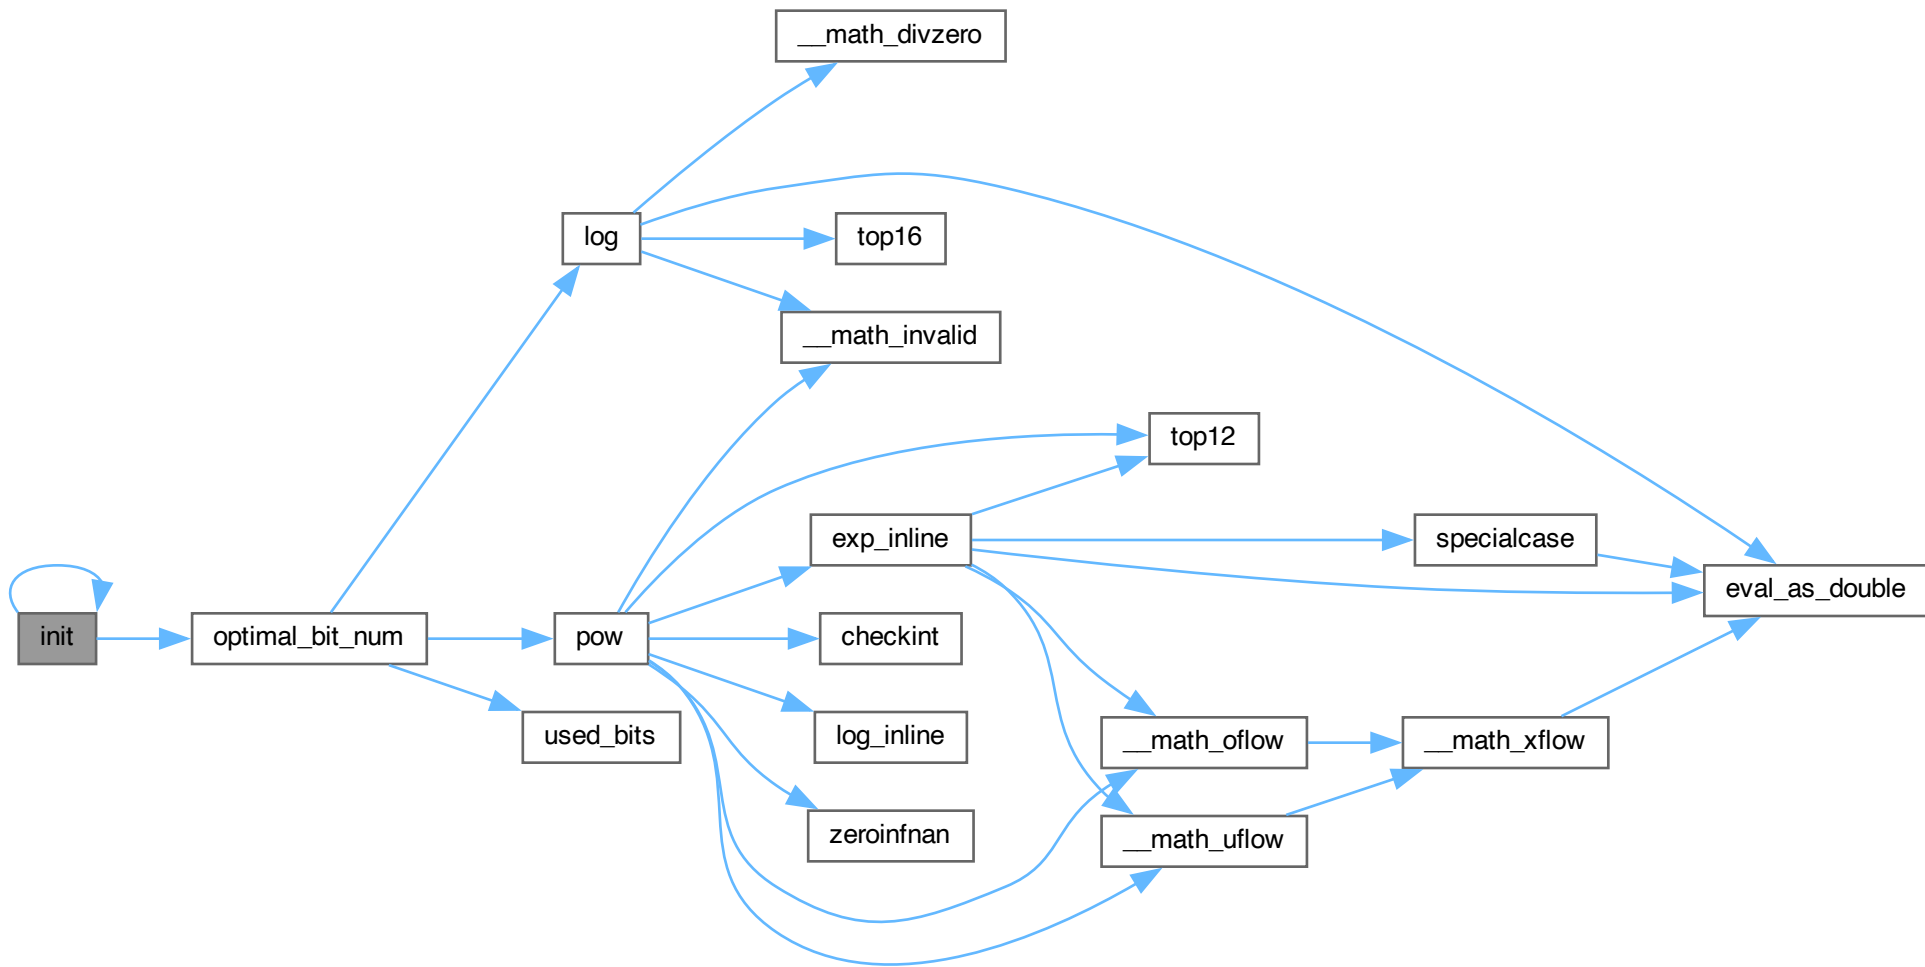 __math_divzero
log
top16
__math_invalid
top12
exp_inline
specialcase
eval_as_double
init
optimal_bit_num
pow
checkint
used_bits
log_inline
__math_oflow
__math_xflow
zeroinfnan
__math_uflow